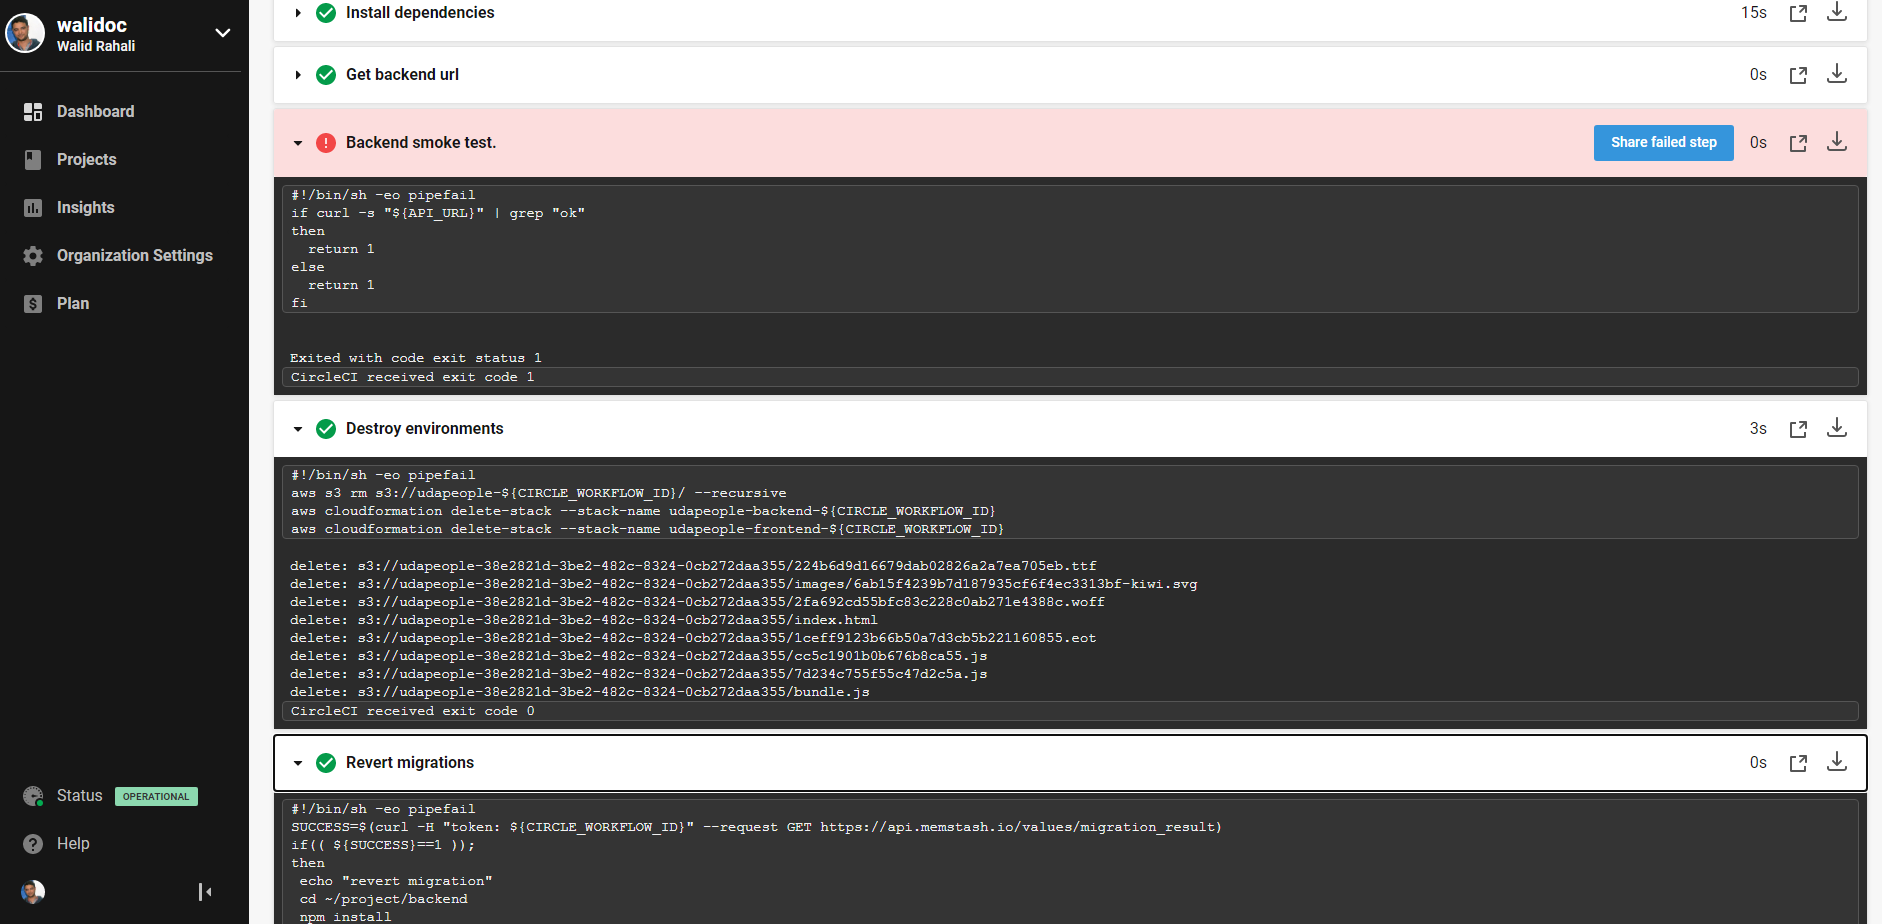 walidoc
Walid Rahali
Dashboard
Projects
Insights
Organization Settings
Plan
Status OPERATIONAL
Help
Install dependencies 15s
Get backend url 0s
Backend smoke test. Share failed step 0s
#!/bin/sh -eo pipefail
if curl -s "${API_URL}" | grep "ok"
then
  return 1
else
  return 1
fi
Exited with code exit status 1
CircleCI received exit code 1
Destroy environments 3s
#!/bin/sh -eo pipefail
aws s3 rm s3://udapeople-${CIRCLE_WORKFLOW_ID}/ --recursive
aws cloudformation delete-stack --stack-name udapeople-backend-${CIRCLE_WORKFLOW_ID}
aws cloudformation delete-stack --stack-name udapeople-frontend-${CIRCLE_WORKFLOW_ID}
delete: s3://udapeople-38e2821d-3be2-482c-8324-0cb272daa355/224b6d9d16679dab02826a2a7ea705eb.ttf
delete: s3://udapeople-38e2821d-3be2-482c-8324-0cb272daa355/images/6ab15f4239b7d187935cf6f4ec3313bf-kiwi.svg
delete: s3://udapeople-38e2821d-3be2-482c-8324-0cb272daa355/2fa692cd55bfc83c228c0ab271e4388c.woff
delete: s3://udapeople-38e2821d-3be2-482c-8324-0cb272daa355/index.html
delete: s3://udapeople-38e2821d-3be2-482c-8324-0cb272daa355/1ceff9123b66b50a7d3cb5b221160855.eot
delete: s3://udapeople-38e2821d-3be2-482c-8324-0cb272daa355/cc5c1901b0b676b8ca55.js
delete: s3://udapeople-38e2821d-3be2-482c-8324-0cb272daa355/7d234c755f55c47d2c5a.js
delete: s3://udapeople-38e2821d-3be2-482c-8324-0cb272daa355/bundle.js
CircleCI received exit code 0
Revert migrations 0s
#!/bin/sh -eo pipefail
SUCCESS=$(curl -H "token: ${CIRCLE_WORKFLOW_ID}" --request GET https://api.memstash.io/values/migration_result)
if(( ${SUCCESS}==1 ));
then
 echo "revert migration"
 cd ~/project/backend
 npm install